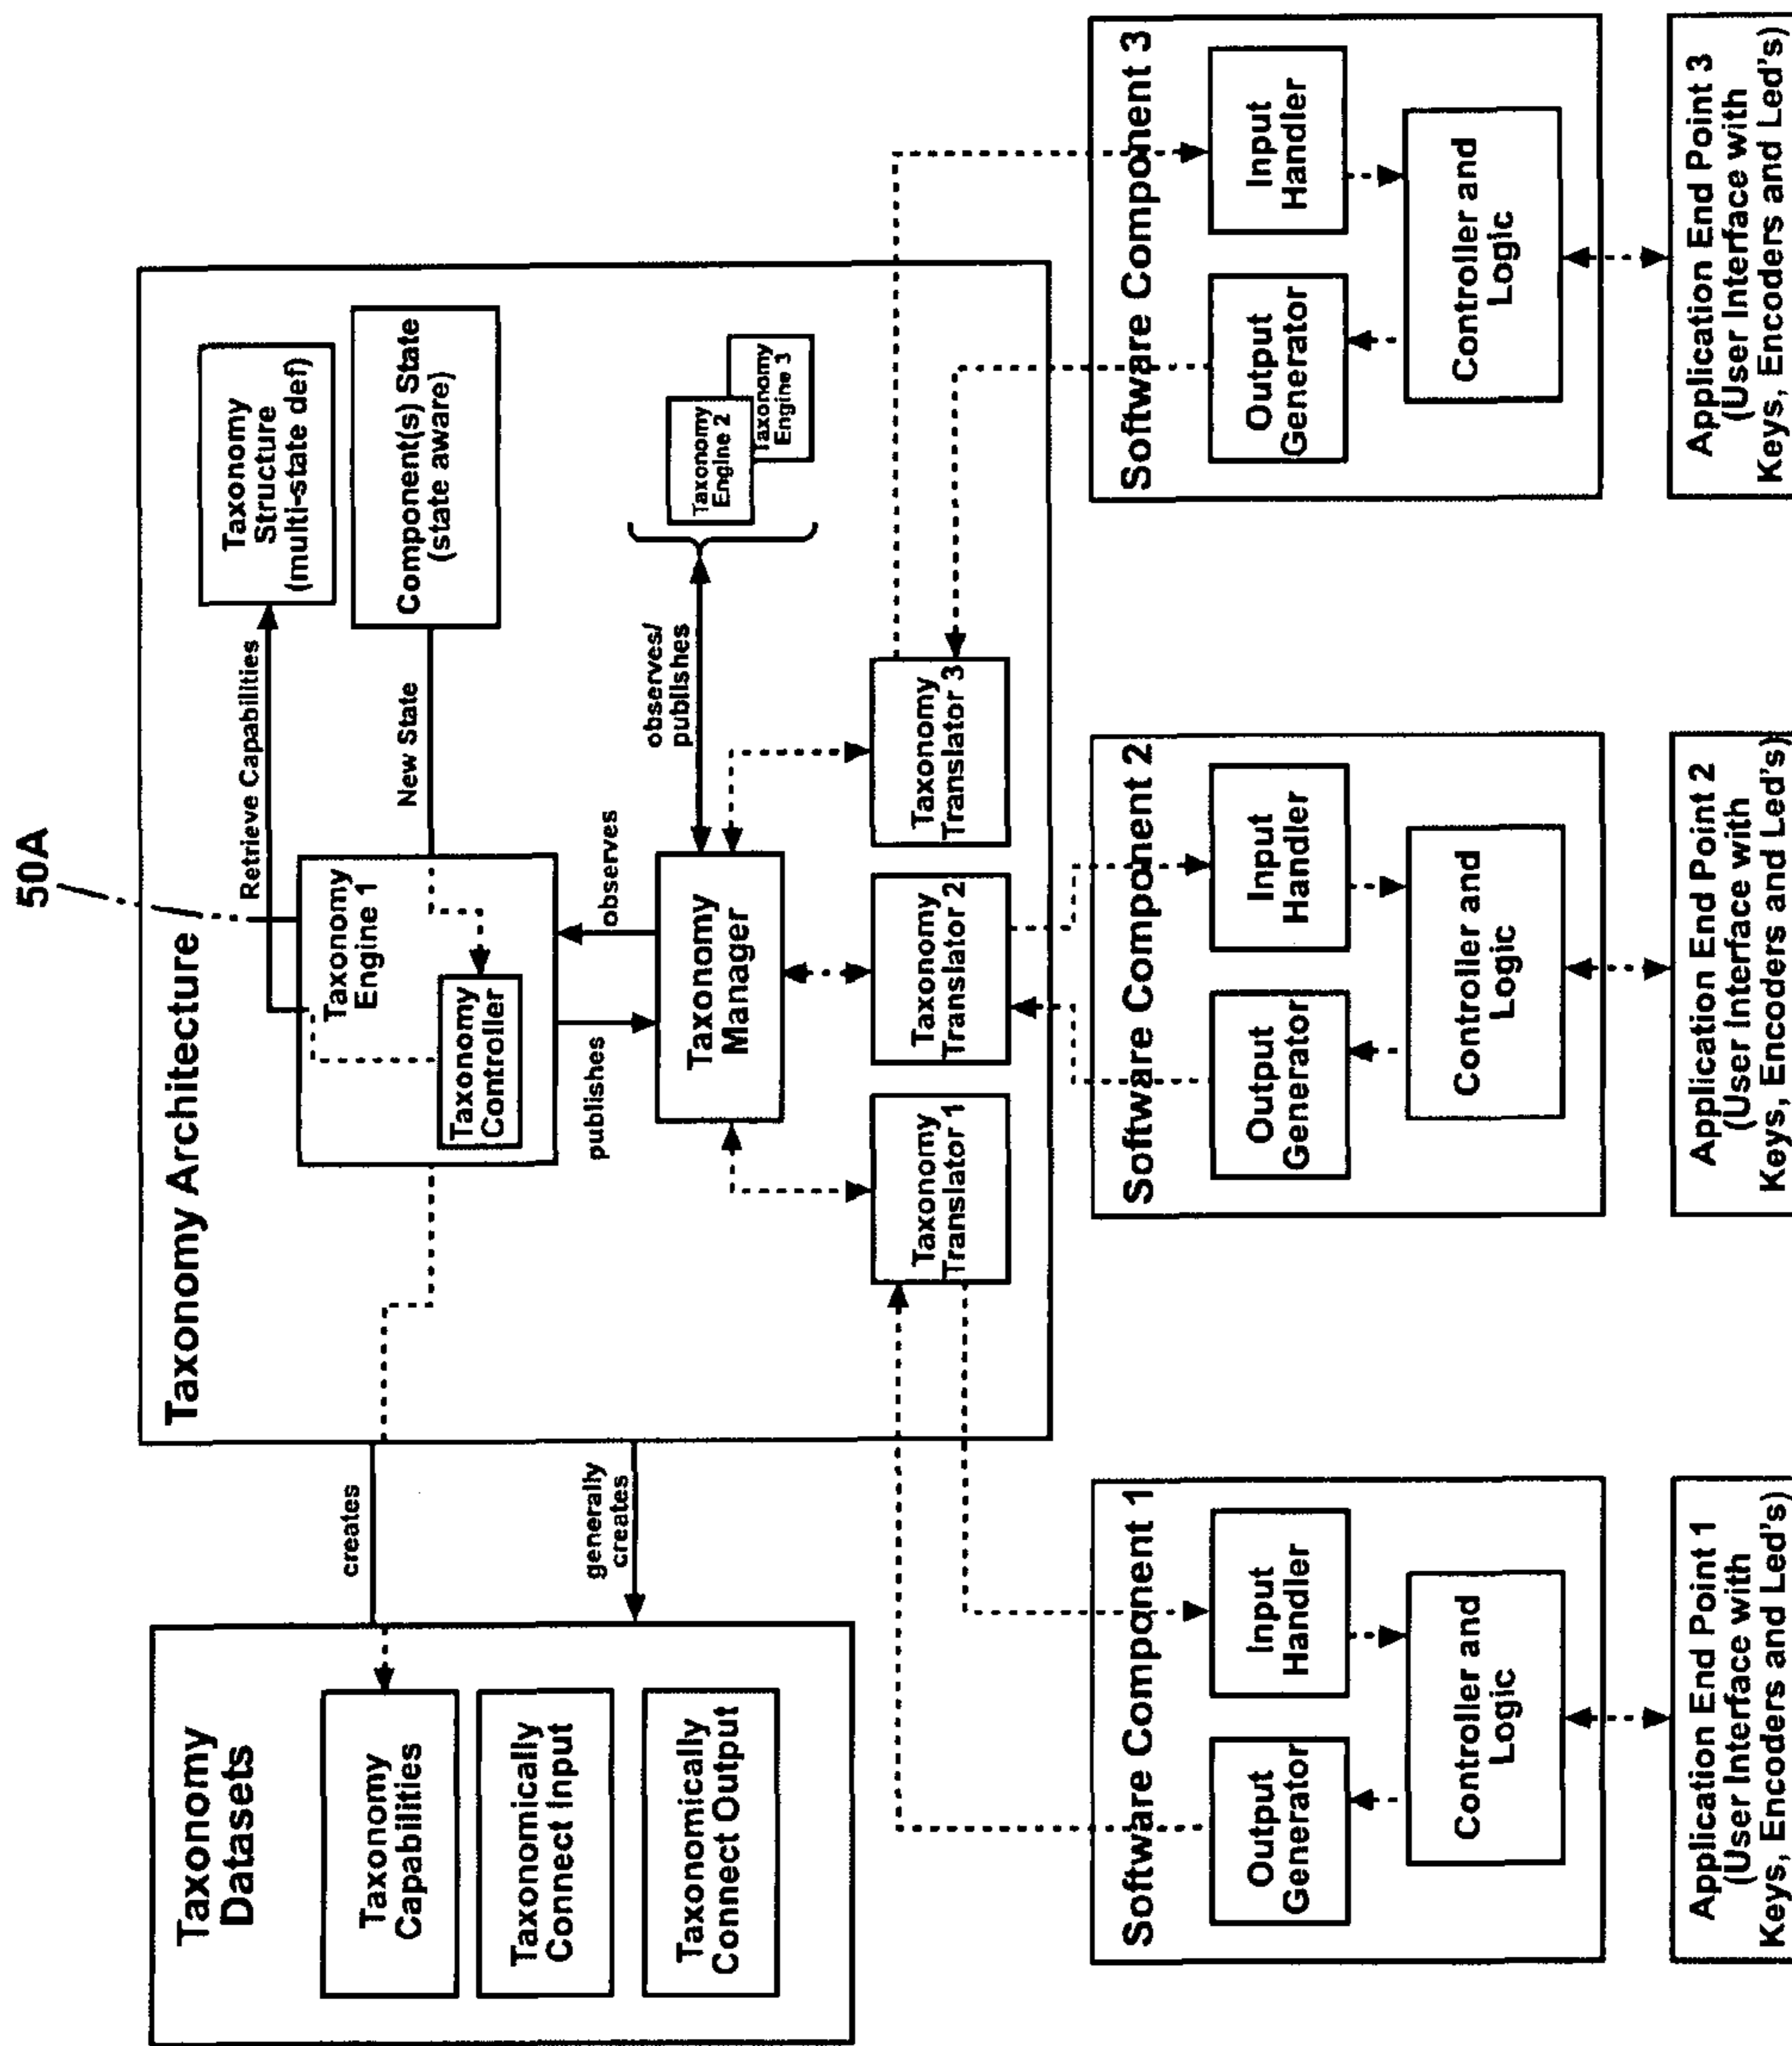 50A
Taxonomy
Datasets
Taxonomy
Capabilities
Taxonomically
Connect Input
Taxonomically
Connect Output
creates
generally
creates
Taxonomy Architecture
Taxonomy
Engine 1
Taxonomy
Controller
Retrieve Capabilities
Taxonomy
Structure
(multi-state def)
New State
Component(s) State
(state aware)
publishes
observes
Taxonomy
Manager
observes/
publishes
Taxonomy
Engine 2
Taxonomy
Engine 3
Taxonomy
Translator 1
Taxonomy
Translator 2
Taxonomy
Translator 3
Software Component 1
Output
Generator
Input
Handler
Controller and
Logic
Application End Point 1
(User Interface with
Keys, Encoders and Led's)
Software Component 2
Output
Generator
Input
Handler
Controller and
Logic
Application End Point 2
(User Interface with
Keys, Encoders and Led's)
Software Component 3
Output
Generator
Input
Handler
Controller and
Logic
Application End Point 3
(User Interface with
Keys, Encoders and Led's)